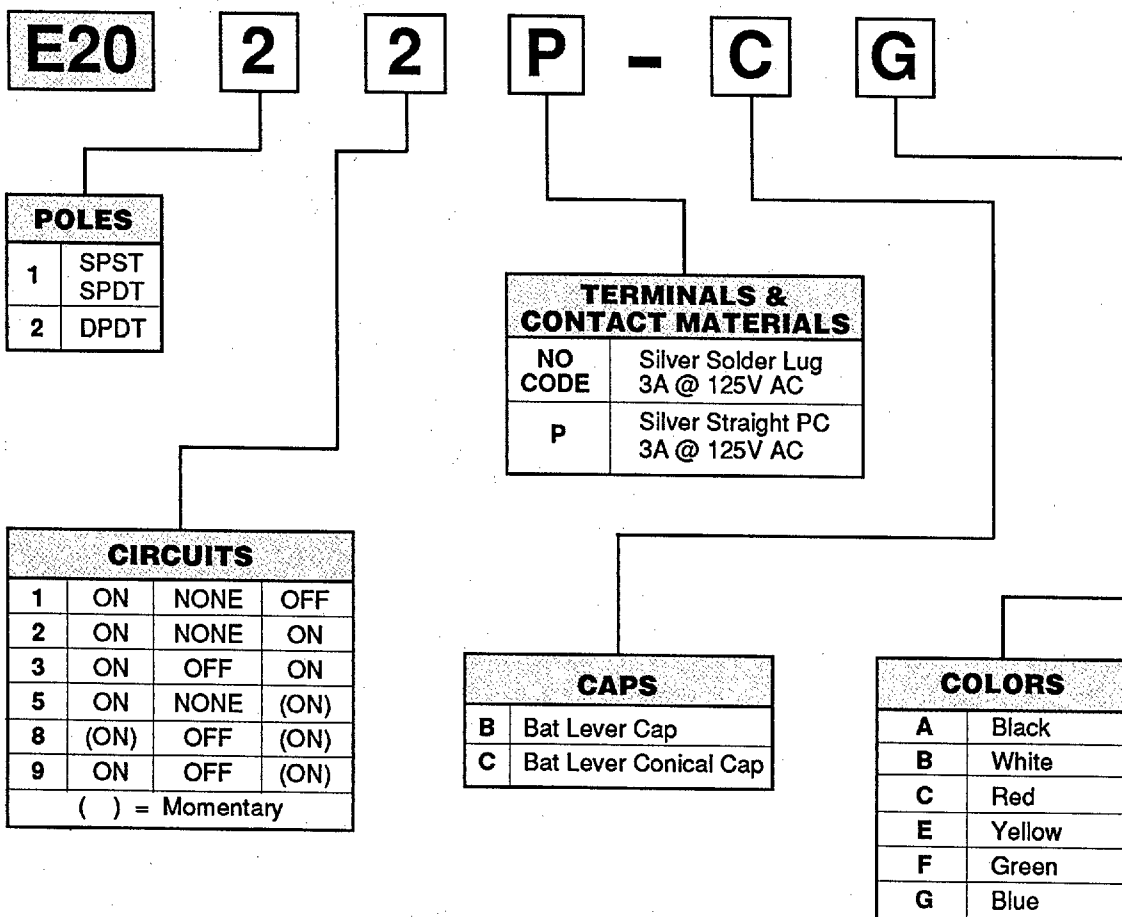 E20 2 2 P - C G
POLES
1 SPST
SPDT
2 DPDT
TERMINALS &
CONTACT MATERIALS
NO Silver Solder Lug
CODE 3A @ 125V AC
P Silver Straight PC
3A @ 125V AC
CIRCUITS
1 ON NONE OFF
2 ON NONE ON
3 ON OFF ON
5 ON NONE (ON)
8 (ON) OFF (ON)
9 ON OFF (ON)
( ) = Momentary
CAPS
B Bat Lever Cap
C Bat Lever Conical Cap
COLORS
A Black
B White
C Red
E Yellow
F Green
G Blue